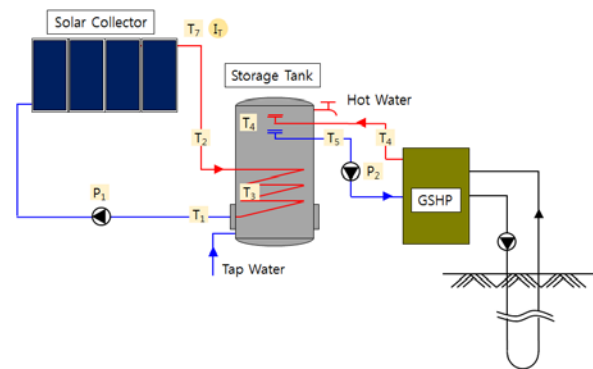 Solar Collector
T7 IT
Storage Tank
Hot Water
T4
T4
T2
T5
P2
T3
GSHP
P1
T1
Tap Water